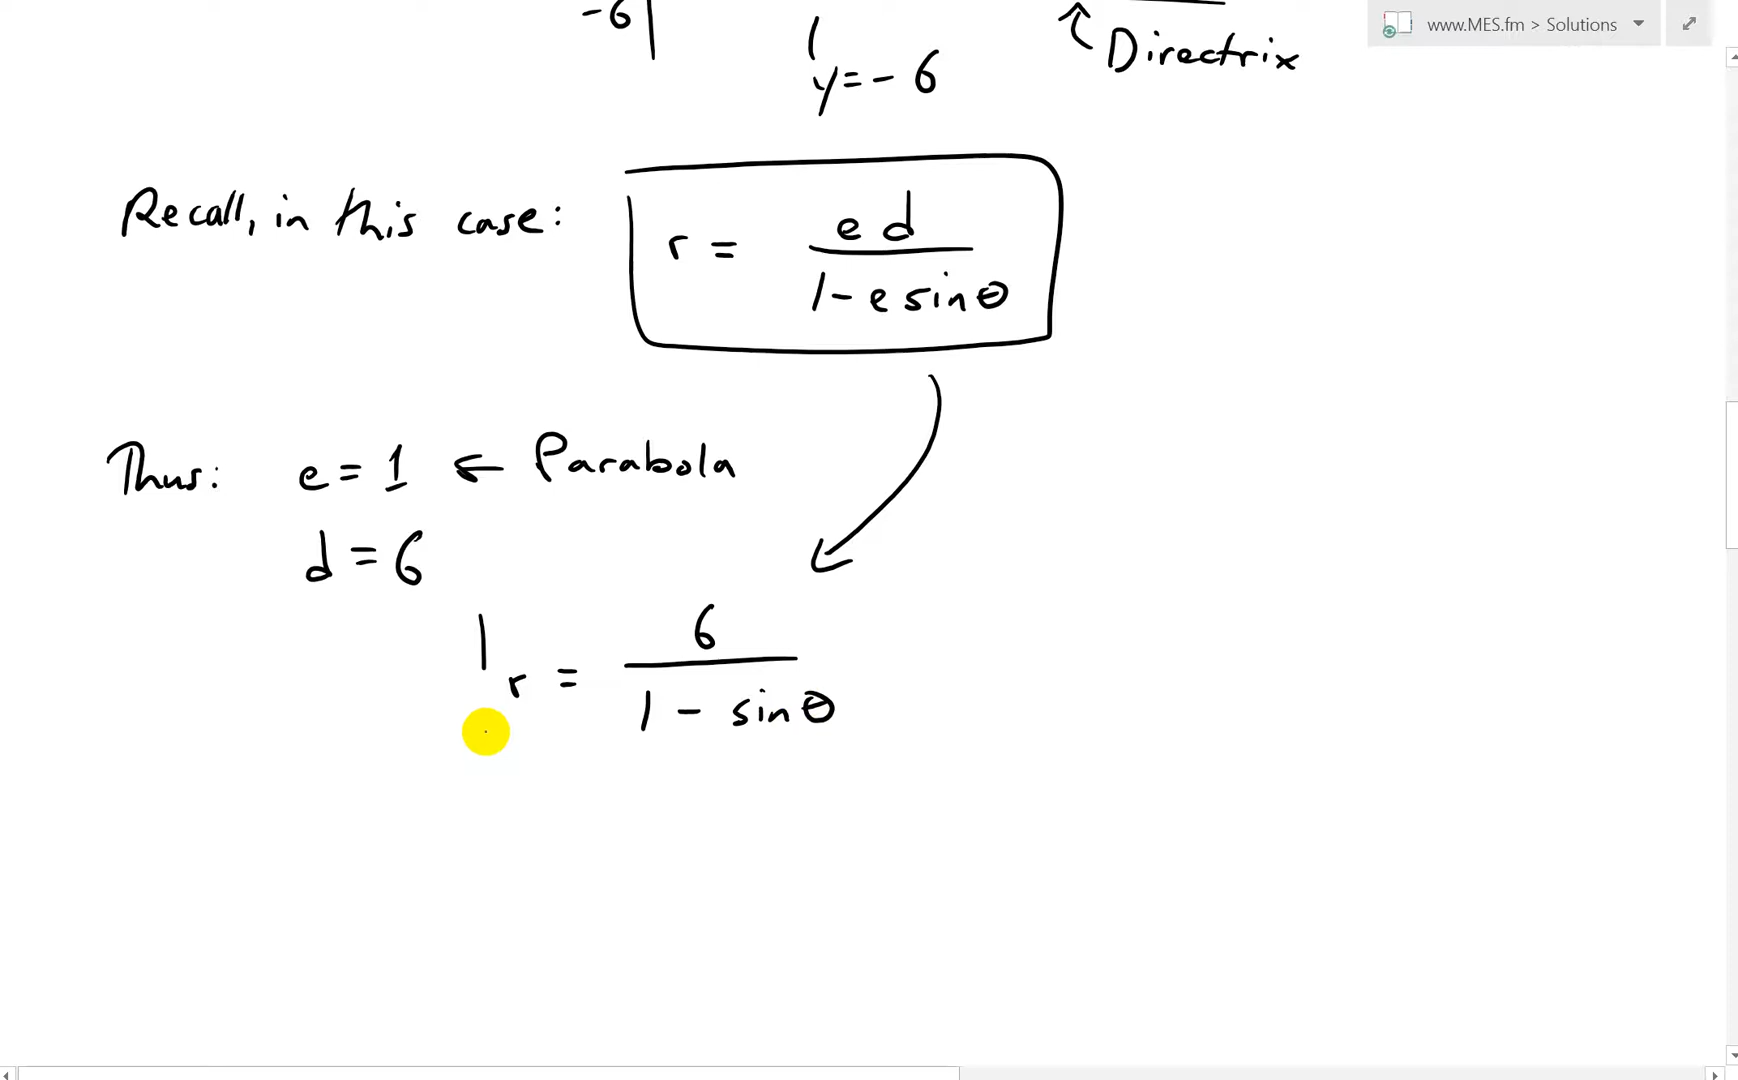 -6
www.MES.fm > Solutions
Directrix
y = - 6
Recall, in this case: r = e d / 1 - e sinθ
Thus: e = 1 ← Parabola
d = 6
r = 6 / 1 - sinθ